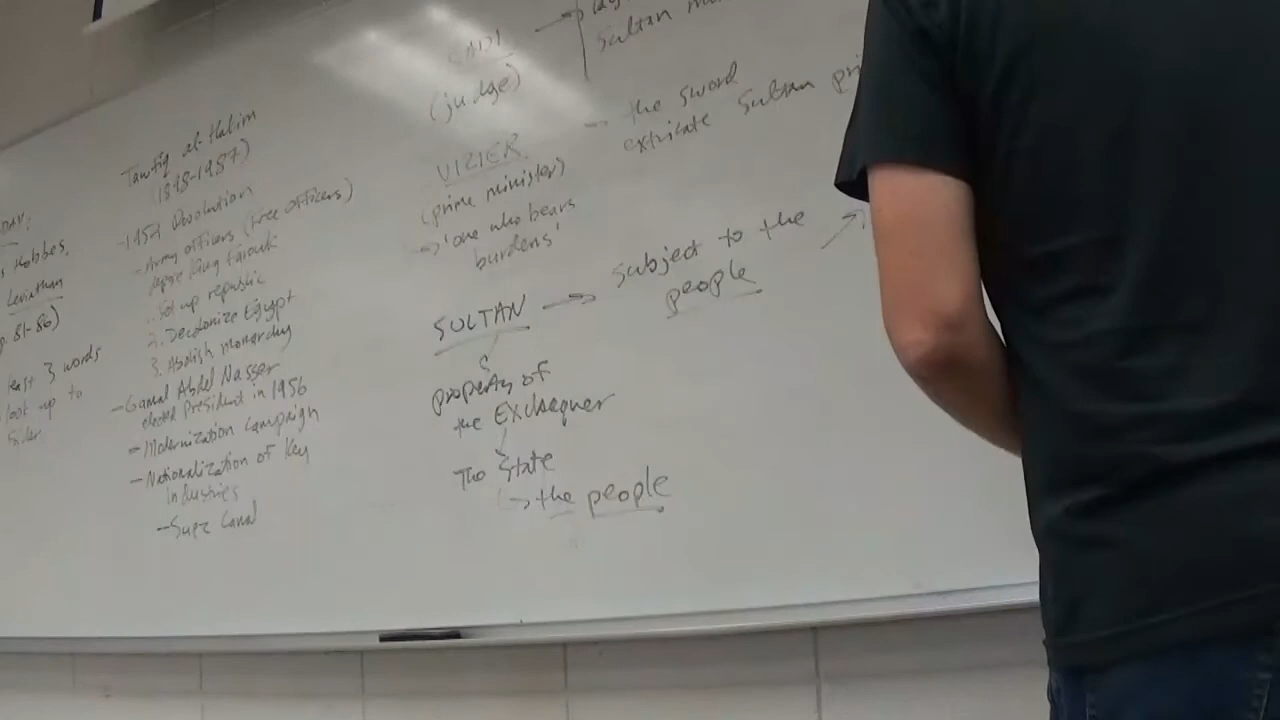 DAY:
Hobbes,
Leviathan
81-86)
least 3 words
look up to
Tawfiq al-Hakim
(1898-1987)
-1952 Revolution
-Army officers (Free Officers)
depose King Farouk
1. Set up republic
2. Decolonize Egypt
3. Abolish monarchy
-Gamal Abdel Nasser
elected President in 1956
-Modernization Campaign
-Nationalization of Key
Industries
-Suez Canal
CADI
(judge)
sultan
VIZIER
(prime minister)
→ 'one who bears
burdens'
→ the sword
extricate Sultan
SULTAN → subject to the
people
property of
the Exchequer
The State
→ the people